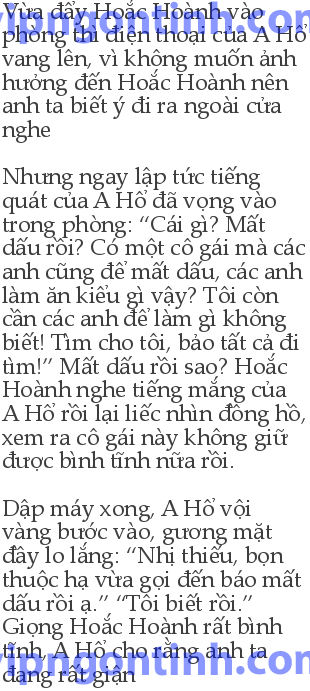 Vừa đẩy Hoắc Hoành vào
phòng thì điện thoại của A Hổ
vang lên, vì không muốn ảnh
hưởng đến Hoắc Hoành nên
anh ta biết ý đi ra ngoài cửa
nghe
Nhưng ngay lập tức tiếng
quát của A Hổ đã vọng vào
trong phòng: “Cái gì? Mất
dấu rồi? Có một cô gái mà các
anh cũng để mất dấu, các anh
làm ăn kiểu gì vậy? Tôi còn
cần các anh để làm gì không
biết! Tìm cho tôi, bảo tất cả đi
tìm!” Mất dấu rồi sao? Hoắc
Hoành nghe tiếng mắng của
A Hổ rồi lại liếc nhìn đồng hồ,
xem ra cô gái này không giữ
được bình tĩnh nữa rồi.
Dập máy xong, A Hổ vội
vàng bước vào, gương mặt
đầy lo lắng: “Nhị thiếu, bọn
thuộc hạ vừa gọi đến báo mất
dấu rồi ạ.” “Tôi biết rồi.”
Giọng Hoắc Hoành rất bình
tĩnh, A Hổ cho rằng anh ta
đang rất giận
vipngontinh.com
vipngontinh.com